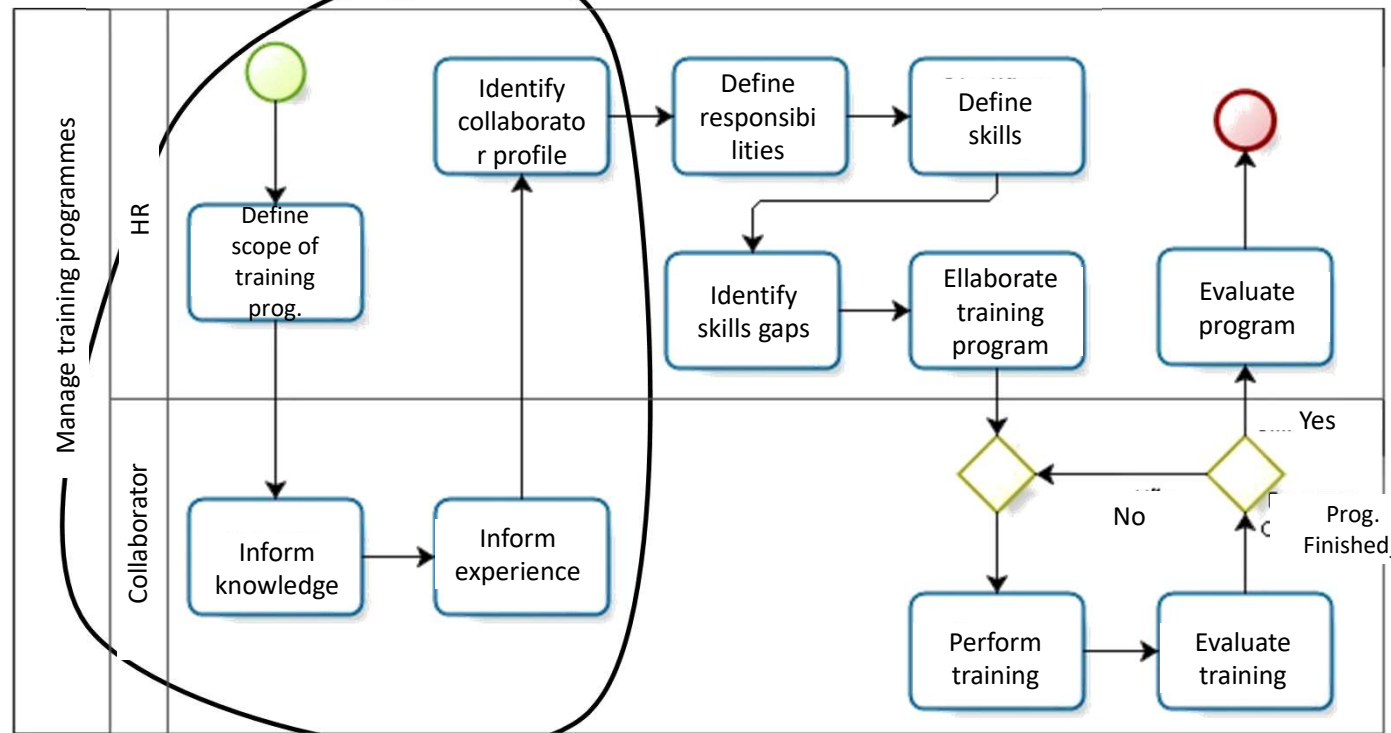 Manage training programmes
HR
Collaborator
Define
scope of
training
prog.
Identify
collaborato
r profile
Define
responsibi
lities
Define
skills
Identify
skills gaps
Ellaborate
training
program
Evaluate
program
Inform
knowledge
Inform
experience
Yes
No
Prog.
Finished
Perform
training
Evaluate
training